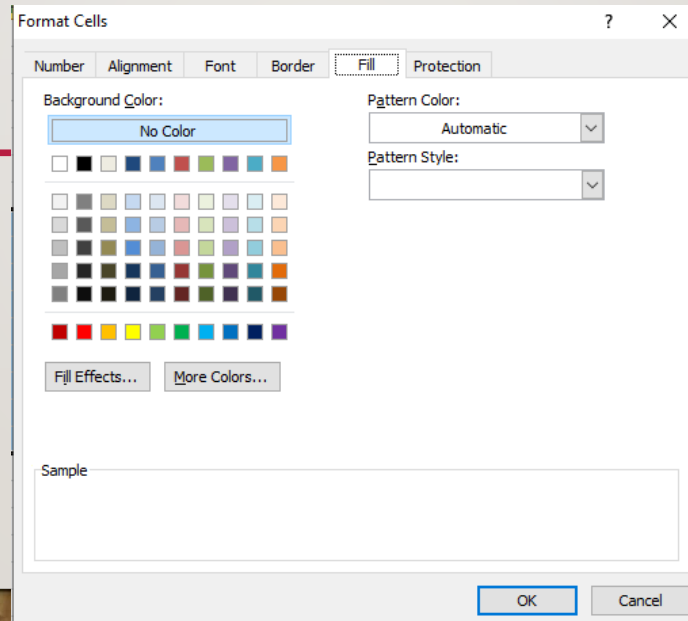 Format Cells ?
Number Alignment Font Border Fill Protection
Background Color:
No Color
Pattern Color:
Automatic
Pattern Style:
Fill Effects... More Colors...
Sample
OK Cancel